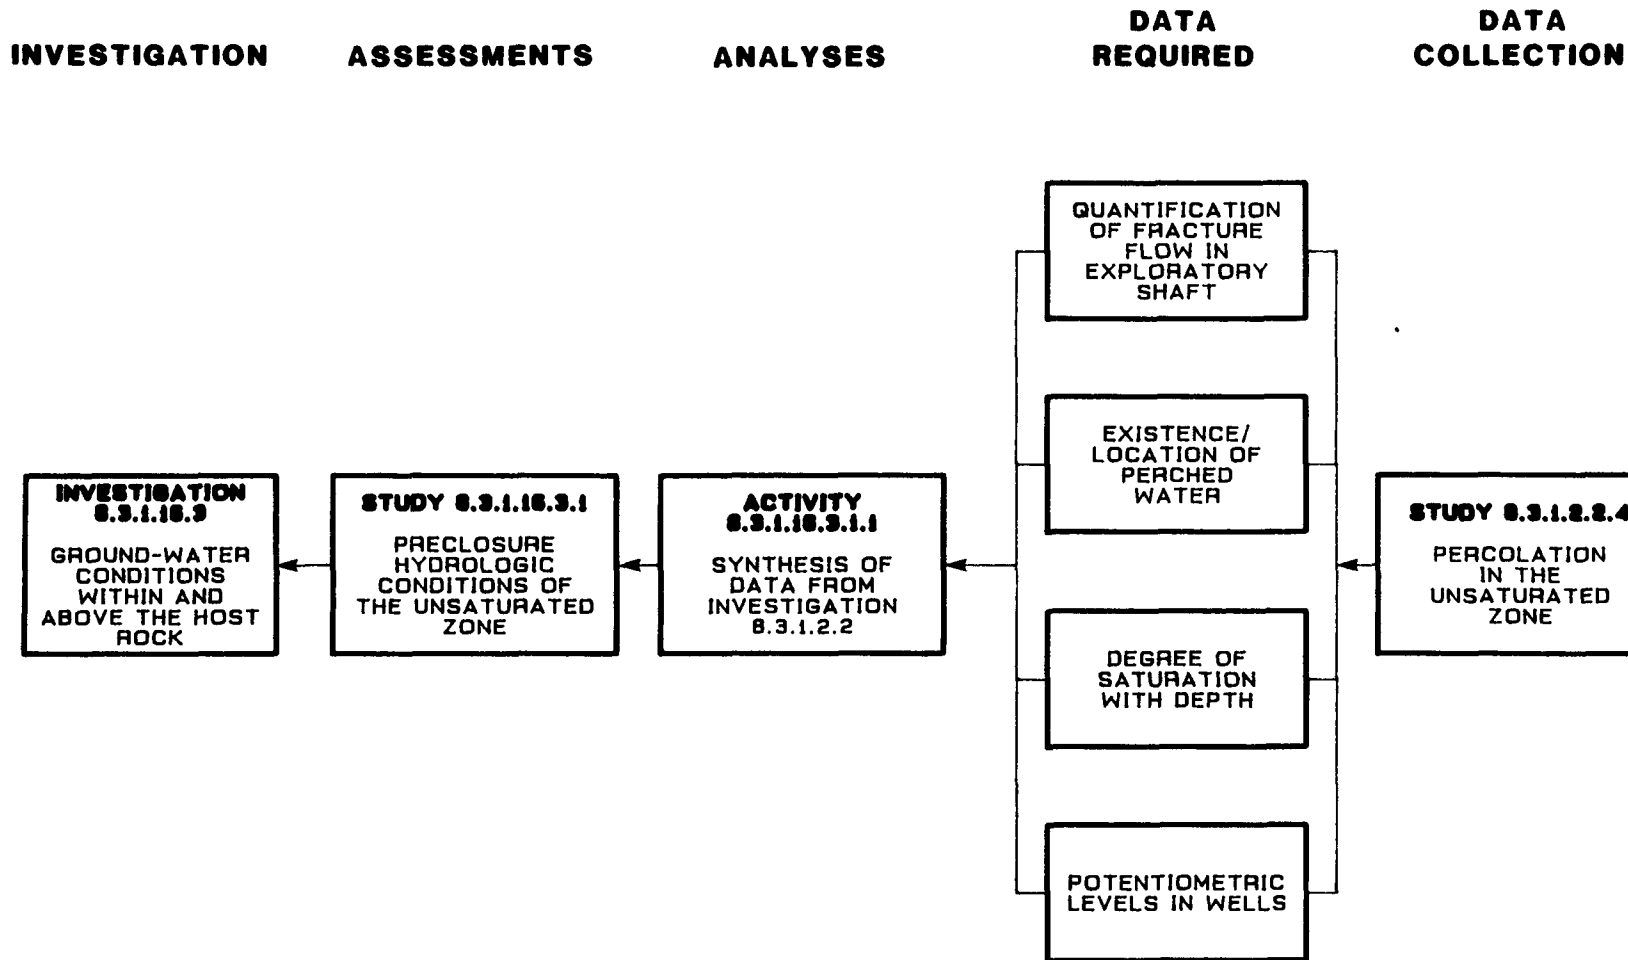 INVESTIGATION
ASSESSMENTS
ANALYSES
DATA
REQUIRED
DATA
COLLECTION
INVESTIGATION
8.3.1.16.3
GROUND-WATER
CONDITIONS
WITHIN AND
ABOVE THE HOST
ROCK
STUDY 8.3.1.16.3.1
PRECLOSURE
HYDROLOGIC
CONDITIONS OF
THE UNSATURATED
ZONE
ACTIVITY
8.3.1.16.3.1.1
SYNTHESIS OF
DATA FROM
INVESTIGATION
8.3.1.2.2
QUANTIFICATION
OF FRACTURE
FLOW IN
EXPLORATORY
SHAFT
EXISTENCE/
LOCATION OF
PERCHED
WATER
DEGREE OF
SATURATION
WITH DEPTH
POTENTIOMETRIC
LEVELS IN WELLS
STUDY 8.3.1.2.2.4
PERCOLATION
IN THE
UNSATURATED
ZONE